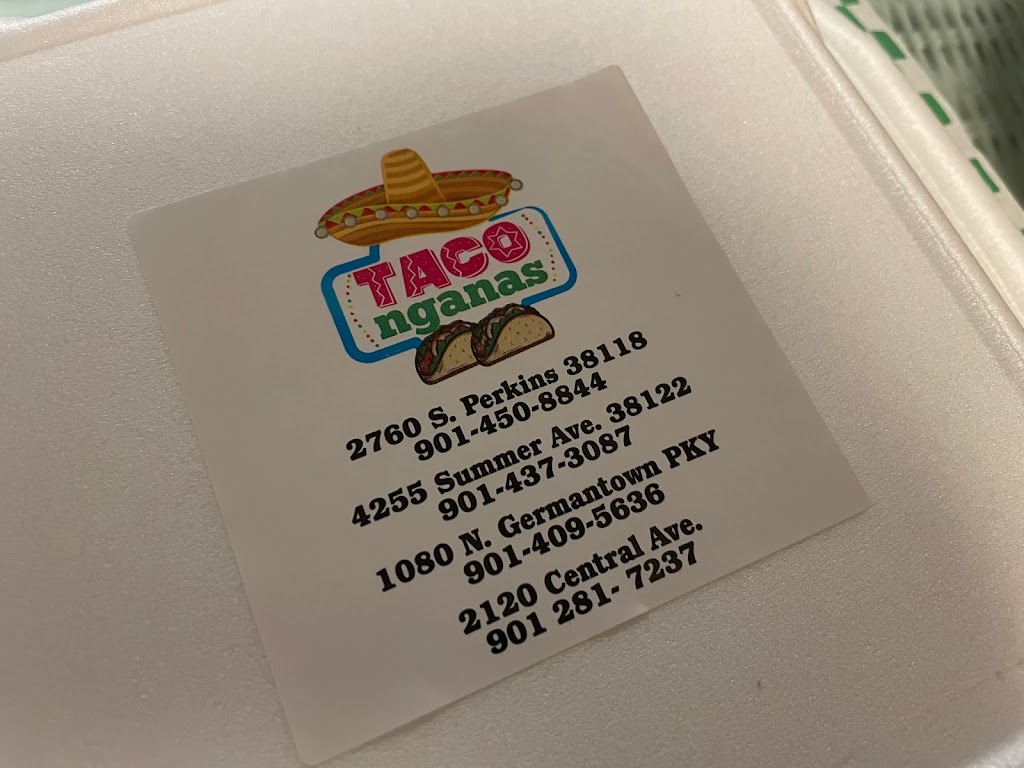 TACO
nganas
2760 S. Perkins 38118
901-450-8844
4255 Summer Ave. 38122
901-437-3087
1080 N. Germantown PKY
901-409-5636
2120 Central Ave.
901 281- 7237